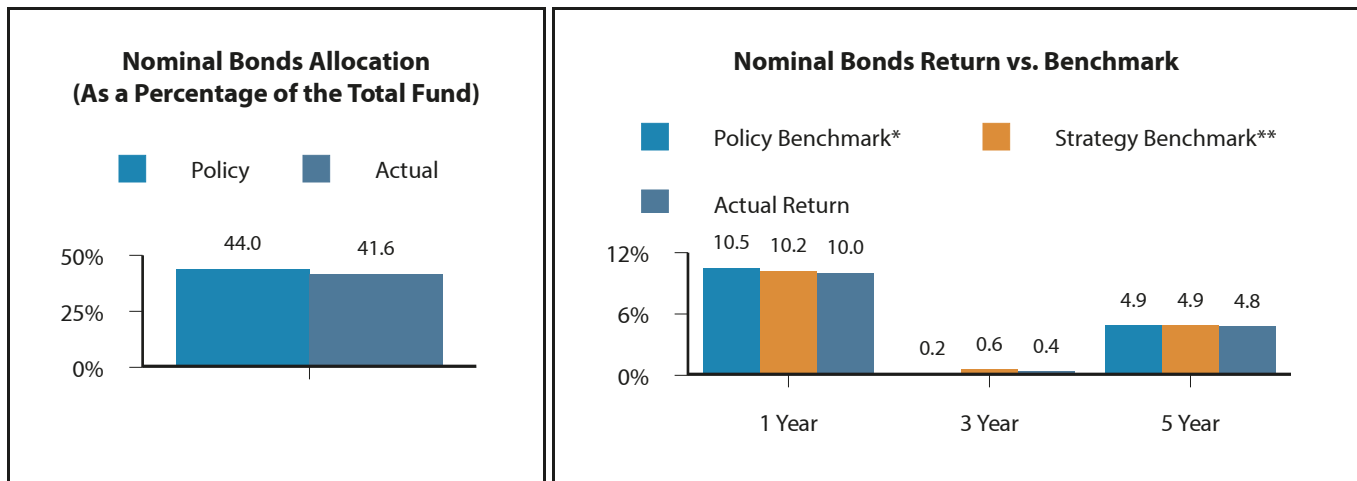 Nominal Bonds Allocation
(As a Percentage of the Total Fund)
Policy
Actual
44.0
41.6
50%
25%
0%
Nominal Bonds Return vs. Benchmark
Policy Benchmark*
Strategy Benchmark**
Actual Return
10.5
10.2
10.0
0.2
0.6
0.4
4.9
4.9
4.8
12%
6%
0%
1 Year
3 Year
5 Year